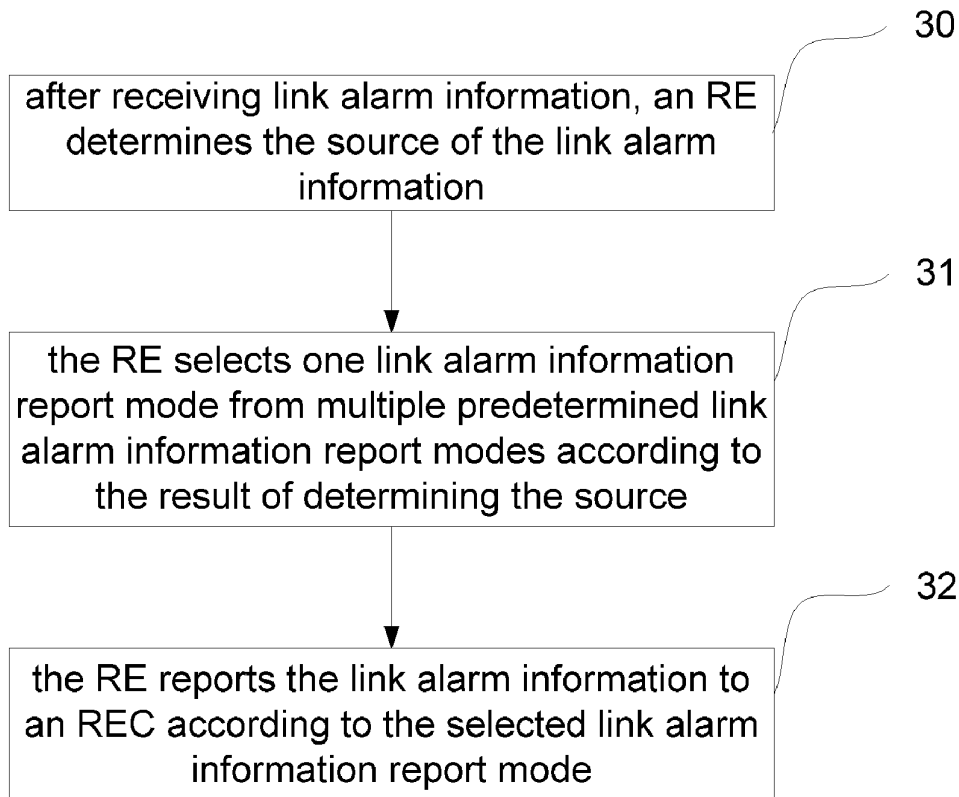 30
after receiving link alarm information, an RE
determines the source of the link alarm
information
31
the RE selects one link alarm information
report mode from multiple predetermined link
alarm information report modes according to
the result of determining the source
32
the RE reports the link alarm information to
an REC according to the selected link alarm
information report mode